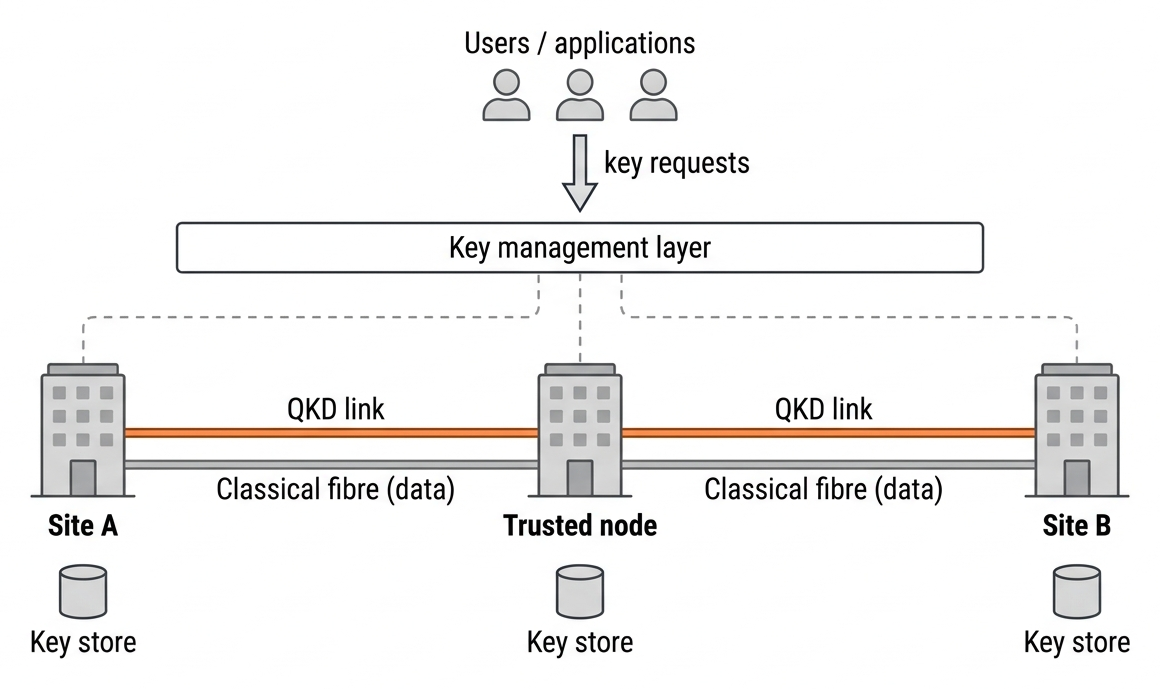 Users / applications
key requests
Key management layer
QKD link
QKD link
Classical fibre (data)
Classical fibre (data)
Site A
Trusted node
Site B
Key store
Key store
Key store